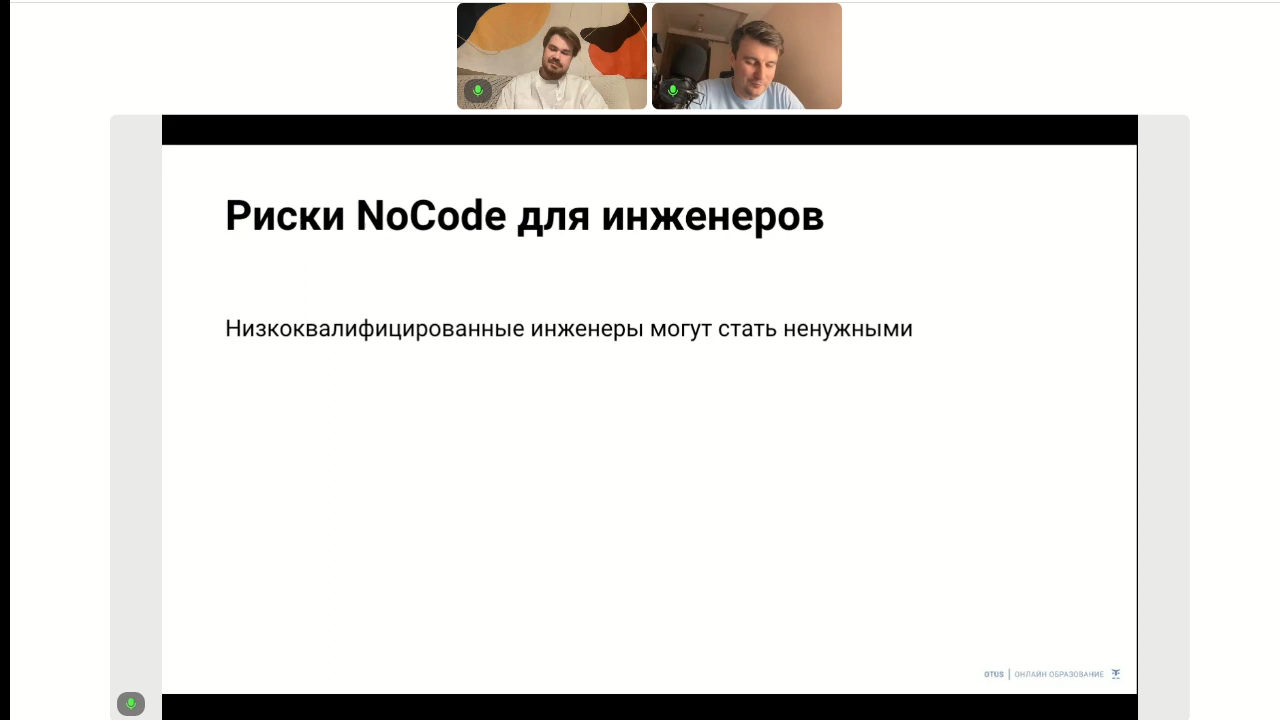 Риски NoCode для инженеров
Низкоквалифицированные инженеры могут стать ненужными
OTUS | ОНЛАЙН ОБРАЗОВАНИЕ